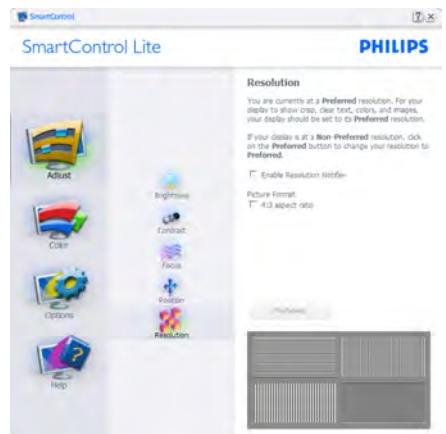 SmartControl
SmartControl Lite
PHILIPS
Resolution
You are currently at a Preferred resolution. For your
display to show crisp, clear text, colors, and images,
your display should be set to its Preferred resolution.
If your display is at a Non-Preferred resolution, click
on the Preferred button to change your resolution to
Preferred.
Enable Resolution Notifier
Picture Format
4:3 aspect ratio
Adjust
Color
Options
Help
Brightness
Contrast
Focus
Position
Resolution
Preferred